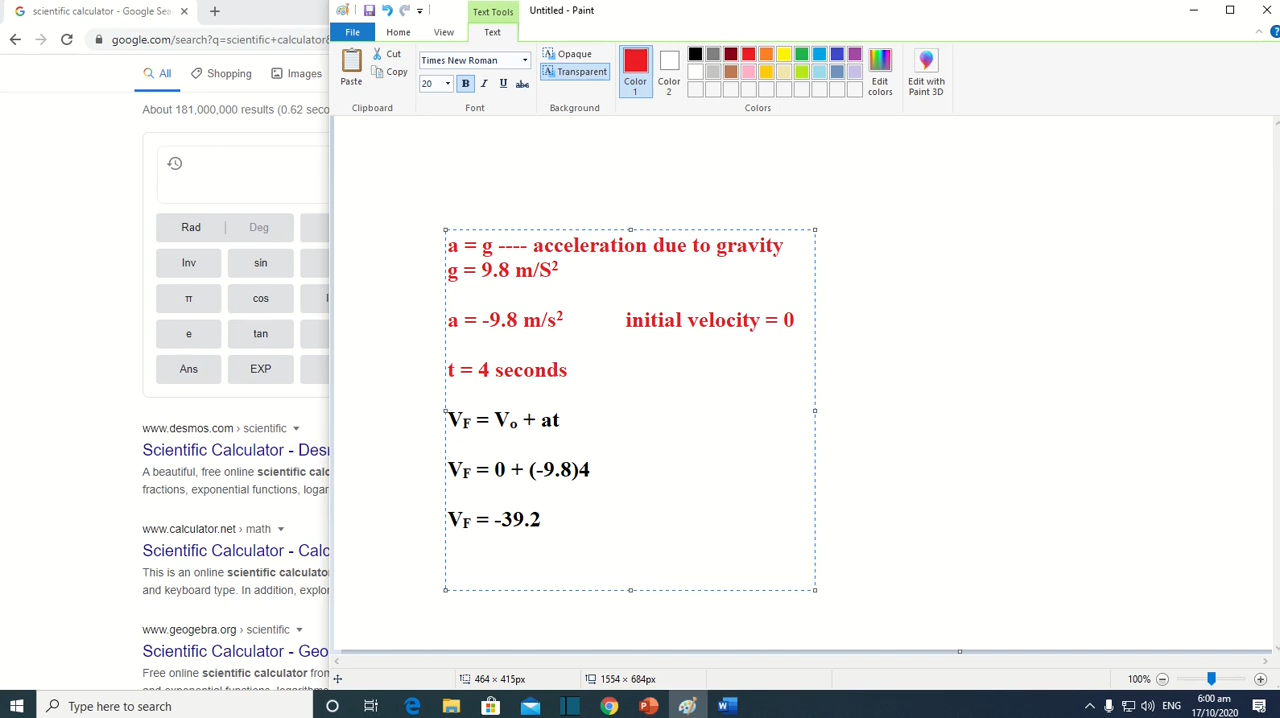 scientific calculator - Google Sea
google.com/search?q=scientific+calculator&
All Shopping Images
About 181,000,000 results (0.62 seco
Rad Deg
Inv sin
π cos
e tan
Ans EXP
www.desmos.com › scientific
Scientific Calculator - Desm
A beautiful, free online scientific calc
fractions, exponential functions, logar
www.calculator.net › math
Scientific Calculator - Calc
This is an online scientific calculator
and keyboard type. In addition, explor
www.geogebra.org › scientific
Scientific Calculator - Geo
Free online scientific calculator from
Text Tools Untitled - Paint
File Home View Text
Paste Cut Copy
Clipboard
Times New Roman
20 B I U abc
Font
Opaque
Transparent
Background
Color 1 Color 2
Colors
Edit colors
Edit with Paint 3D
a = g ---- acceleration due to gravity
g = 9.8 m/S²
a = -9.8 m/s² initial velocity = 0
t = 4 seconds
V_F = V_o + at
V_F = 0 + (-9.8)4
V_F = -39.2
464 × 415px 1554 × 684px 100%
Type here to search
ENG 6:00 am
17/10/2020